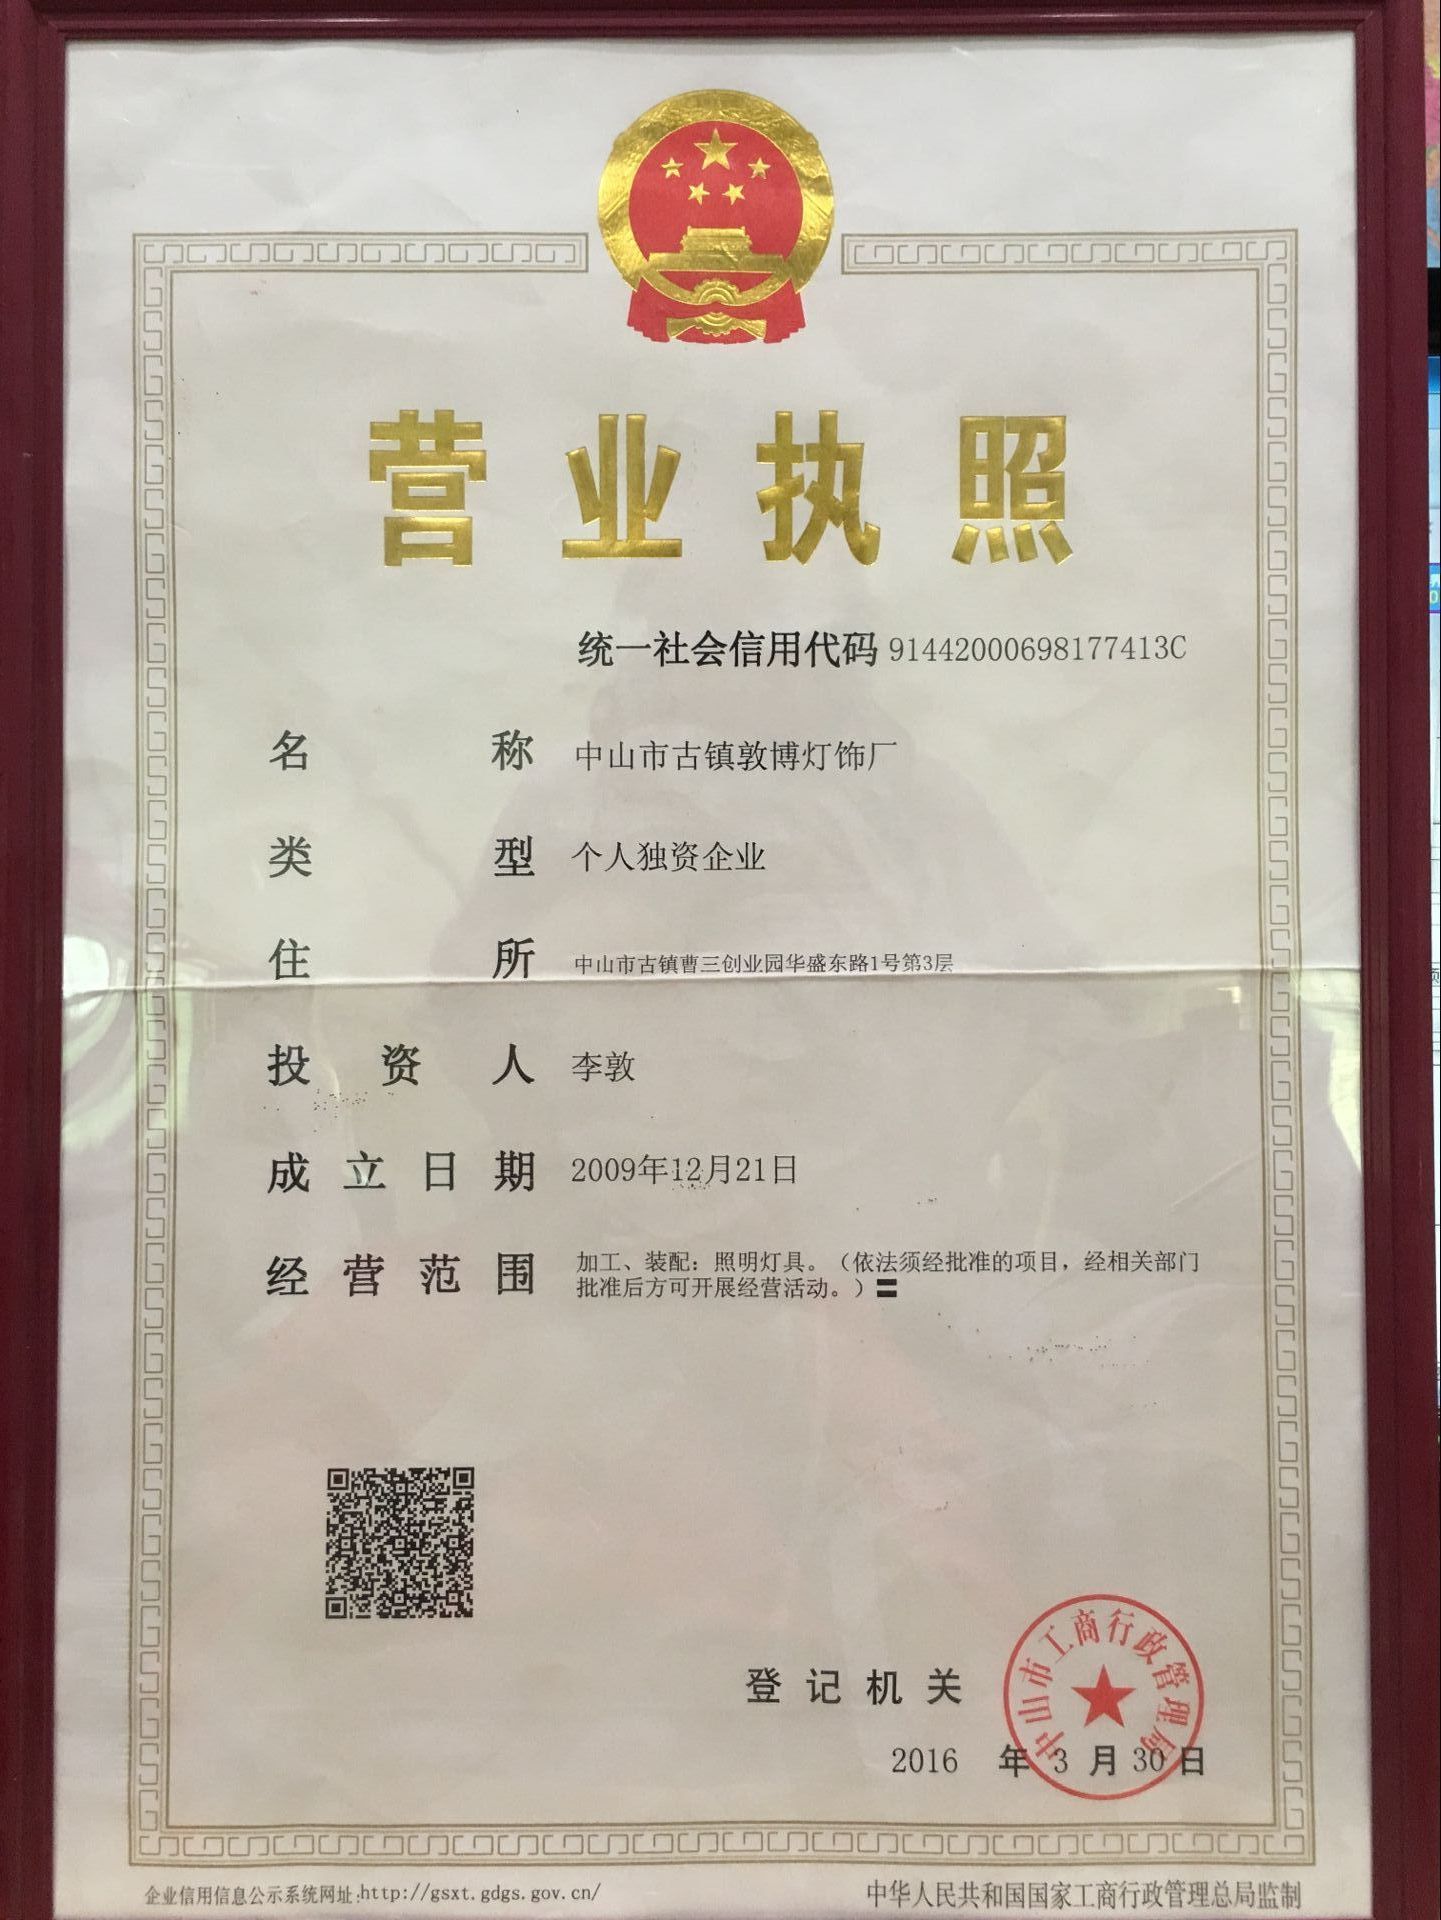 营业执照
统一社会信用代码 91442000698177413C
名称 中山市古镇敦博灯饰厂
类型 个人独资企业
住所 中山市古镇曹三创业园华盛东路1号第3层
投资人 李敦
成立日期 2009年12月21日
经营范围 加工、装配：照明灯具。（依法须经批准的项目，经相关部门
批准后方可开展经营活动。）〓
登记机关
中山市工商行政管理局
2016 年 3 月 30 日
企业信用信息公示系统网址:http://gsxt.gdgs.gov.cn/
中华人民共和国国家工商行政管理总局监制